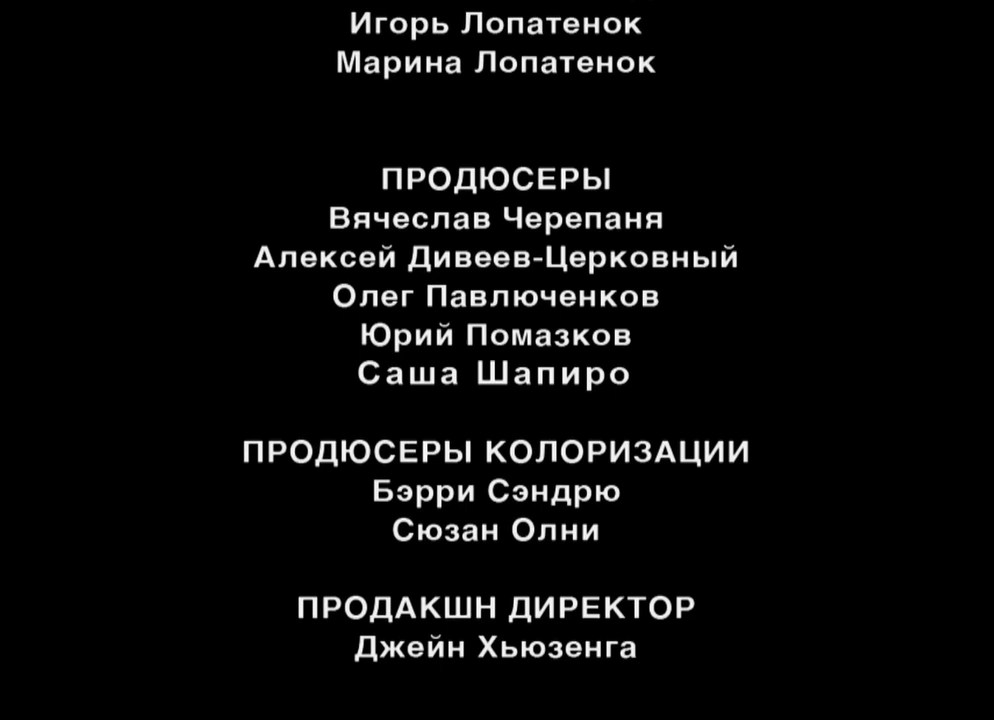 Игорь Лопатенок
Марина Лопатенок
ПРОДЮСЕРЫ
Вячеслав Черепаня
Алексей Дивеев-Церковный
Олег Павлюченков
Юрий Помазков
Саша Шапиро
ПРОДЮСЕРЫ КОЛОРИЗАЦИИ
Бэрри Сэндрю
Сюзан Олни
ПРОДАКШН ДИРЕКТОР
Джейн Хьюзенга